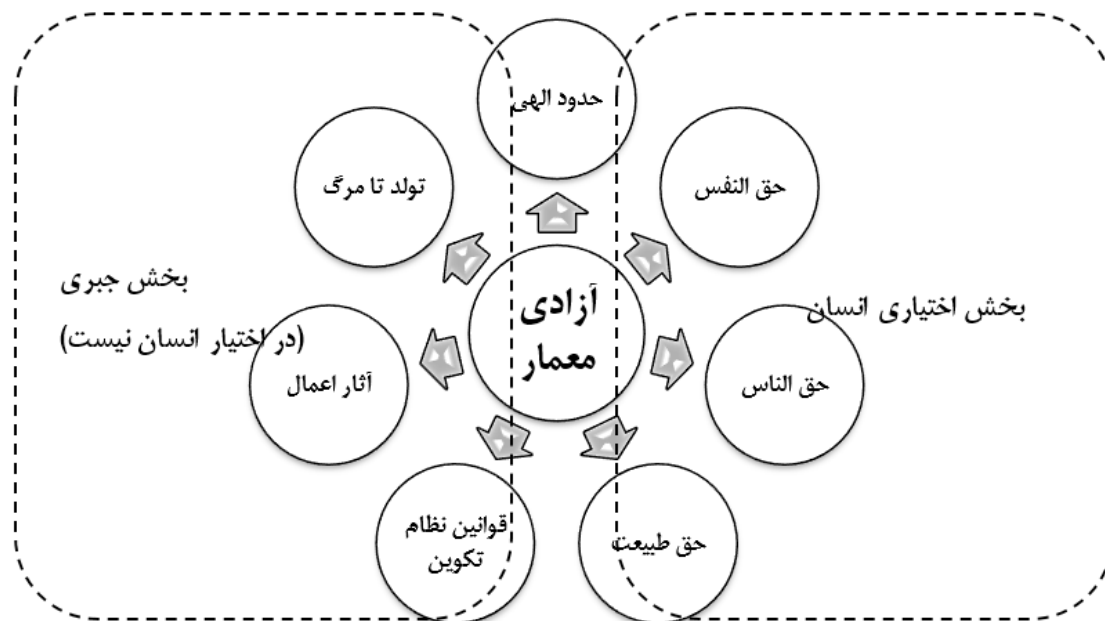 حدود الهی
حق النفس
تولد تا مرگ
بخش جبری
(در اختیار انسان نیست)
بخش اختیاری انسان
آزادی
معمار
حق الناس
آثار اعمال
قوانین نظام
تکوین
حق طبیعت